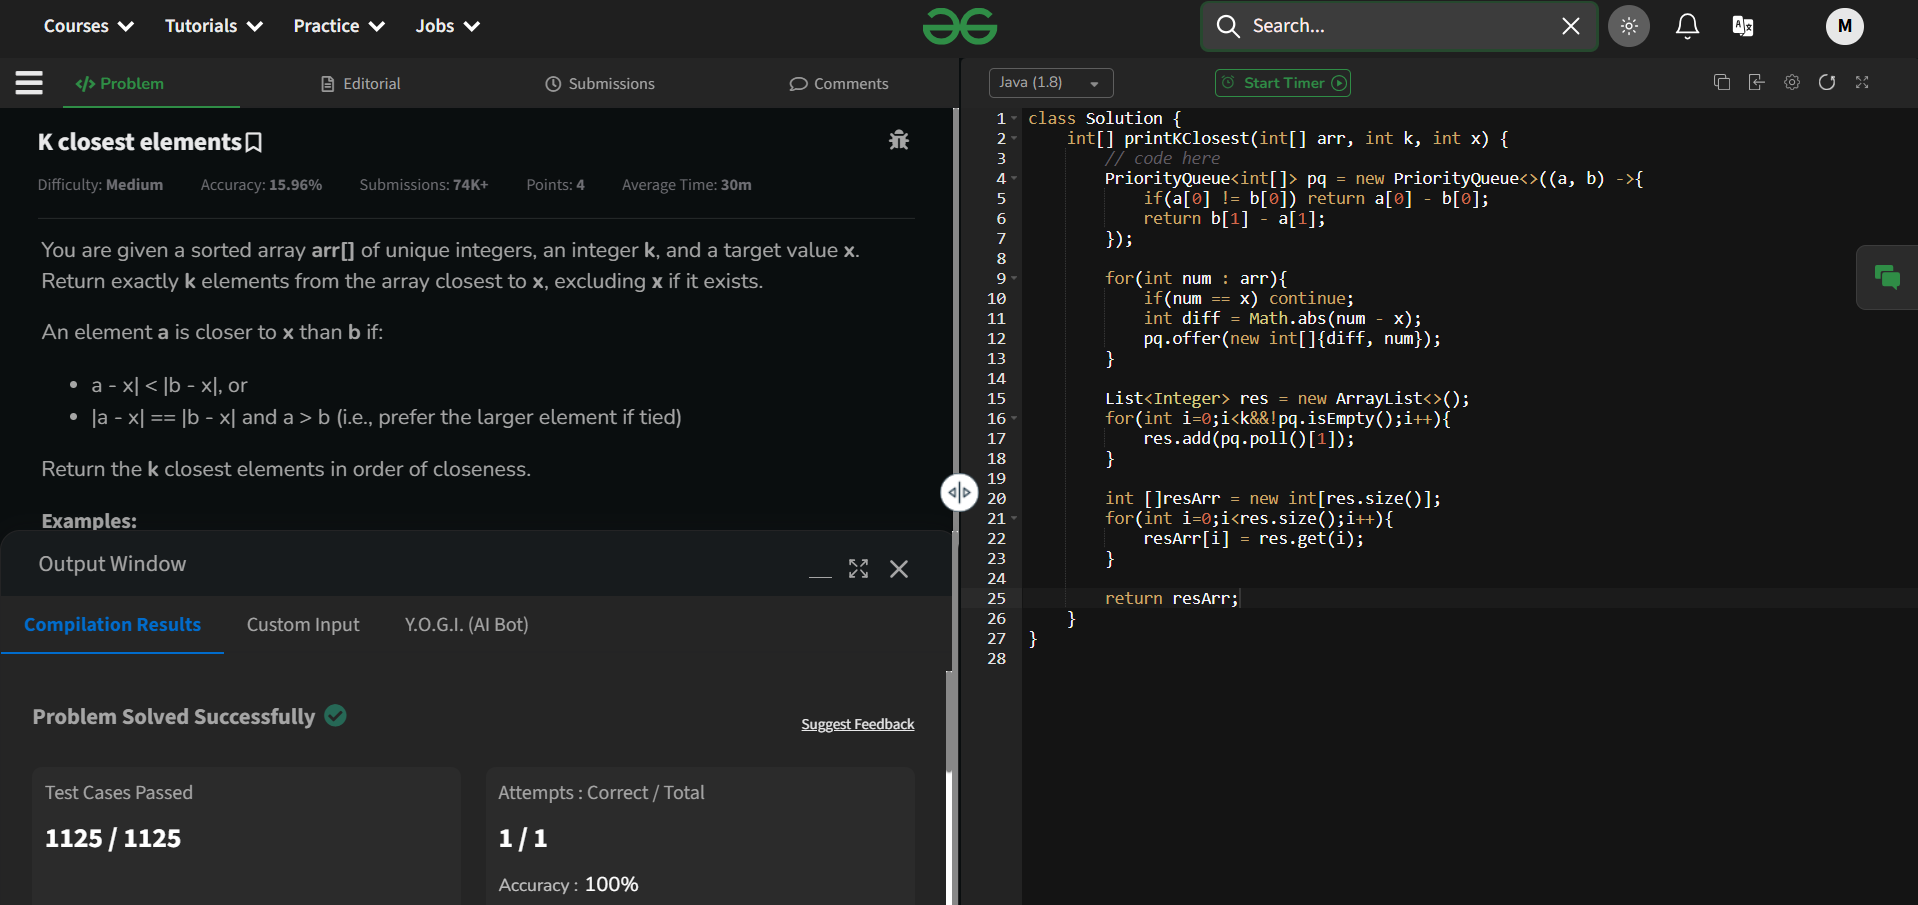 Courses Tutorials Practice Jobs Search... M
Problem Editorial Submissions Comments
K closest elements
Difficulty: Medium Accuracy: 15.96% Submissions: 74K+ Points: 4 Average Time: 30m
You are given a sorted array arr[] of unique integers, an integer k, and a target value x.
Return exactly k elements from the array closest to x, excluding x if it exists.
An element a is closer to x than b if:
• a - x| < |b - x|, or
• |a - x| == |b - x| and a > b (i.e., prefer the larger element if tied)
Return the k closest elements in order of closeness.
Examples:
Output Window
Compilation Results Custom Input Y.O.G.I. (AI Bot)
Problem Solved Successfully
Suggest Feedback
Test Cases Passed
1125 / 1125
Attempts : Correct / Total
1 / 1
Accuracy : 100%
Java (1.8) Start Timer
1 class Solution {
2     int[] printKClosest(int[] arr, int k, int x) {
3         // code here
4         PriorityQueue<int[]> pq = new PriorityQueue<>((a, b) ->{
5             if(a[0] != b[0]) return a[0] - b[0];
6             return b[1] - a[1];
7         });
8
9         for(int num : arr){
10             if(num == x) continue;
11             int diff = Math.abs(num - x);
12             pq.offer(new int[]{diff, num});
13         }
14
15         List<Integer> res = new ArrayList<>();
16         for(int i=0;i<k&&!pq.isEmpty();i++){
17             res.add(pq.poll()[1]);
18         }
19
20         int []resArr = new int[res.size()];
21         for(int i=0;i<res.size();i++){
22             resArr[i] = res.get(i);
23         }
24
25         return resArr;
26     }
27 }
28